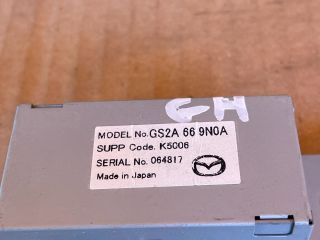 GH
MODEL No.GS2A 66 9N0A
SUPP Code. K5006
SERIAL No. 064817
Made in Japan